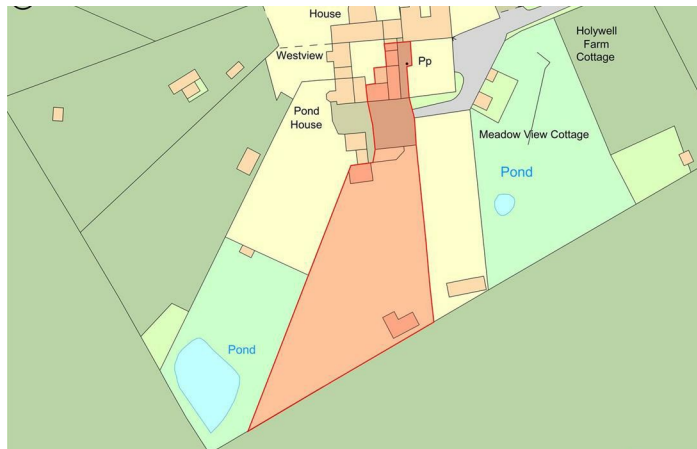 House
Westview
Pp
Holywell
Farm
Cottage
Pond
House
Meadow View Cottage
Pond
Pond